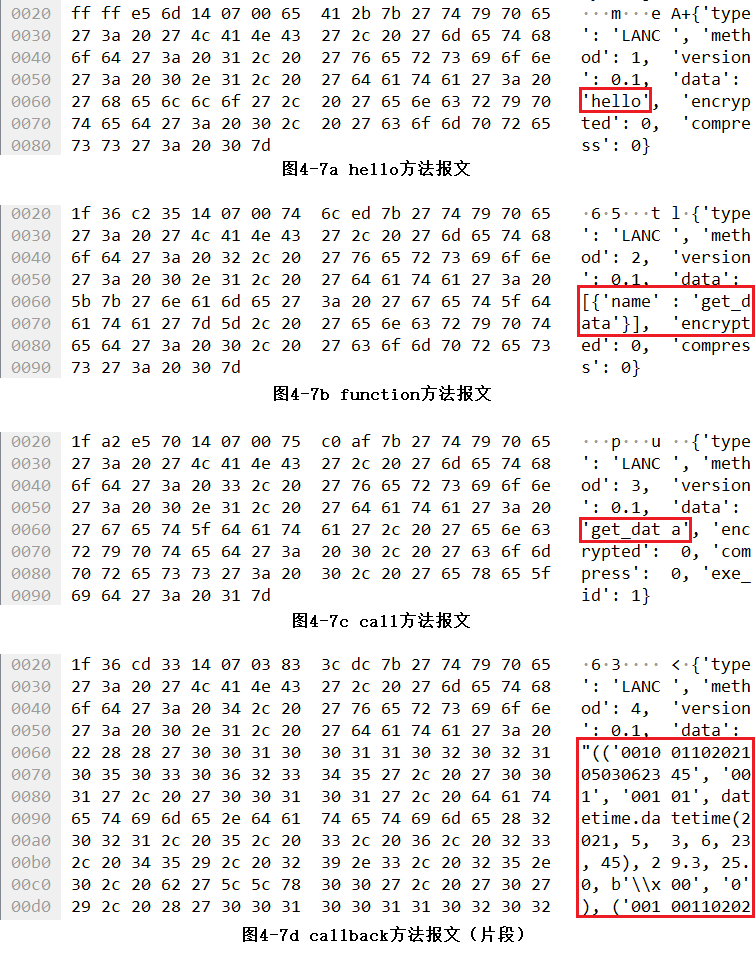 0020 ff ff e5 6d 14 07 00 65 41 2b 7b 27 74 79 70 65 ···m···e A+{'type
0030 27 3a 20 27 4c 41 4e 43 27 2c 20 27 6d 65 74 68 ': 'LANC ', 'meth
0040 6f 64 27 3a 20 31 2c 20 27 76 65 72 73 69 6f 6e od': 1, 'version
0050 27 3a 20 30 2e 31 2c 20 27 64 61 74 61 27 3a 20 ': 0.1, 'data':
0060 27 68 65 6c 6c 6f 27 2c 20 27 65 6e 63 72 79 70 'hello', 'encryp
0070 74 65 64 27 3a 20 30 2c 20 27 63 6f 6d 70 72 65 ted': 0, 'compre
0080 73 73 27 3a 20 30 7d ss': 0}
图4-7a hello方法报文
0020 1f 36 c2 35 14 07 00 74 6c ed 7b 27 74 79 70 65 ·6·5···t l·{'type
0030 27 3a 20 27 4c 41 4e 43 27 2c 20 27 6d 65 74 68 ': 'LANC ', 'meth
0040 6f 64 27 3a 20 32 2c 20 27 76 65 72 73 69 6f 6e od': 2, 'version
0050 27 3a 20 30 2e 31 2c 20 27 64 61 74 61 27 3a 20 ': 0.1, 'data':
0060 5b 7b 27 6e 61 6d 65 27 3a 20 27 67 65 74 5f 64 [{'name' : 'get_d
0070 61 74 61 27 7d 5d 2c 20 27 65 6e 63 72 79 70 74 ata'}], 'encrypt
0080 65 64 27 3a 20 30 2c 20 27 63 6f 6d 70 72 65 73 ed': 0, 'compres
0090 73 27 3a 20 30 7d s': 0}
图4-7b function方法报文
0020 1f a2 e5 70 14 07 00 75 c0 af 7b 27 74 79 70 65 ···p···u ··{'type
0030 27 3a 20 27 4c 41 4e 43 27 2c 20 27 6d 65 74 68 ': 'LANC ', 'meth
0040 6f 64 27 3a 20 33 2c 20 27 76 65 72 73 69 6f 6e od': 3, 'version
0050 27 3a 20 30 2e 31 2c 20 27 64 61 74 61 27 3a 20 ': 0.1, 'data':
0060 27 67 65 74 5f 64 61 74 61 27 2c 20 27 65 6e 63 'get_dat a', 'enc
0070 72 79 70 74 65 64 27 3a 20 30 2c 20 27 63 6f 6d rypted': 0, 'com
0080 70 72 65 73 73 27 3a 20 30 2c 20 27 65 78 65 5f press': 0, 'exe_
0090 69 64 27 3a 20 31 7d id': 1}
图4-7c call方法报文
0020 1f 36 cd 33 14 07 03 83 3c dc 7b 27 74 79 70 65 ·6·3···· <·{'type
0030 27 3a 20 27 4c 41 4e 43 27 2c 20 27 6d 65 74 68 ': 'LANC ', 'meth
0040 6f 64 27 3a 20 34 2c 20 27 76 65 72 73 69 6f 6e od': 4, 'version
0050 27 3a 20 30 2e 31 2c 20 27 64 61 74 61 27 3a 20 ': 0.1, 'data':
0060 22 28 28 27 30 30 31 30 30 31 31 30 32 30 32 31 "(('0010 01102021
0070 30 35 30 33 30 36 32 33 34 35 27 2c 20 27 30 30 05030623 45', '00
0080 31 27 2c 20 27 30 30 31 30 31 27 2c 20 64 61 74 1', '001 01', dat
0090 65 74 69 6d 65 2e 64 61 74 65 74 69 6d 65 28 32 etime.da tetime(2
00a0 30 32 31 2c 20 35 2c 20 33 2c 20 36 2c 20 32 33 021, 5, 3, 6, 23
00b0 2c 20 34 35 29 2c 20 32 39 2e 33 2c 20 32 35 2e , 45), 2 9.3, 25.
00c0 30 2c 20 62 27 5c 5c 78 30 30 27 2c 20 27 30 27 0, b'\\x 00', '0'
00d0 29 2c 20 28 27 30 30 31 30 30 31 31 30 32 30 32 ), ('001 00110202
图4-7d callback方法报文（片段）